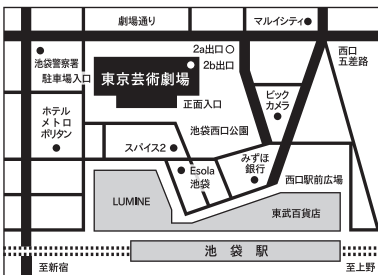 劇場通り
マルイシティ
2a出口
西口
五差路
池袋警察署
駐車場入口
東京芸術劇場
2b出口
正面入口
ビック
カメラ
ホテル
メトロ
ポリタン
池袋西口公園
スパイス2
みずほ
銀行
Esola
池袋
西口駅前広場
LUMINE
東武百貨店
池袋駅
至新宿
至上野